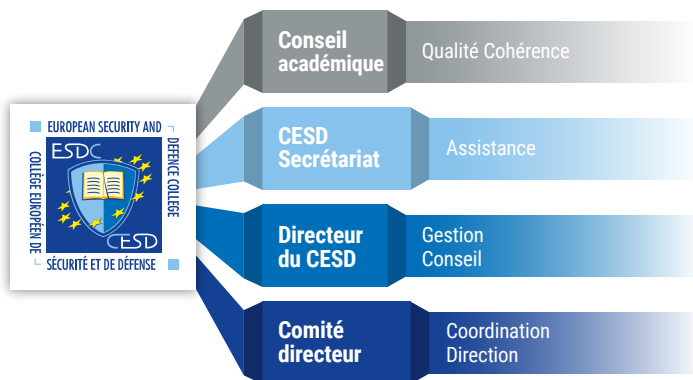 EUROPEAN SECURITY AND
DEFENCE COLLEGE
COLLÈGE EUROPÉEN DE
SÉCURITÉ ET DE DÉFENSE
ESDC
CESD
Conseil
académique
Qualité Cohérence
CESD
Secrétariat
Assistance
Directeur
du CESD
Gestion
Conseil
Comité
directeur
Coordination
Direction